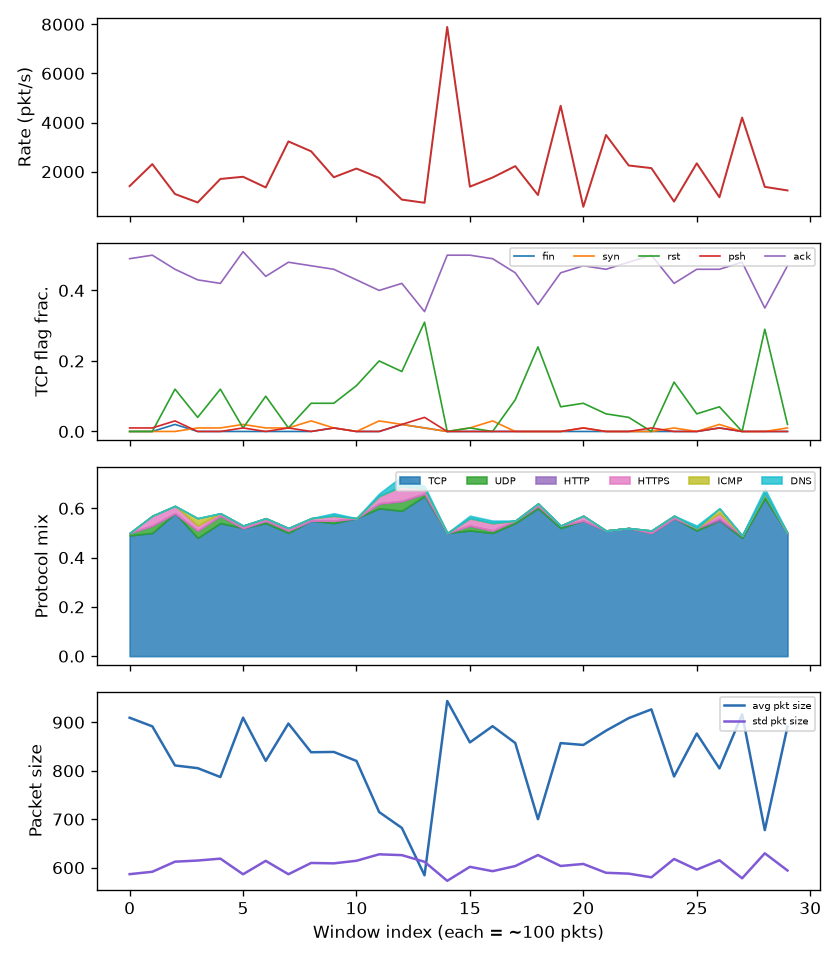 8000
6000
4000
2000
Rate (pkt/s)
fin syn rst psh ack
0.4
0.2
0.0
TCP flag frac.
TCP UDP HTTP HTTPS ICMP DNS
0.6
0.4
0.2
0.0
Protocol mix
avg pkt size
std pkt size
900
800
700
600
Packet size
0 5 10 15 20 25 30
Window index (each = ~100 pkts)